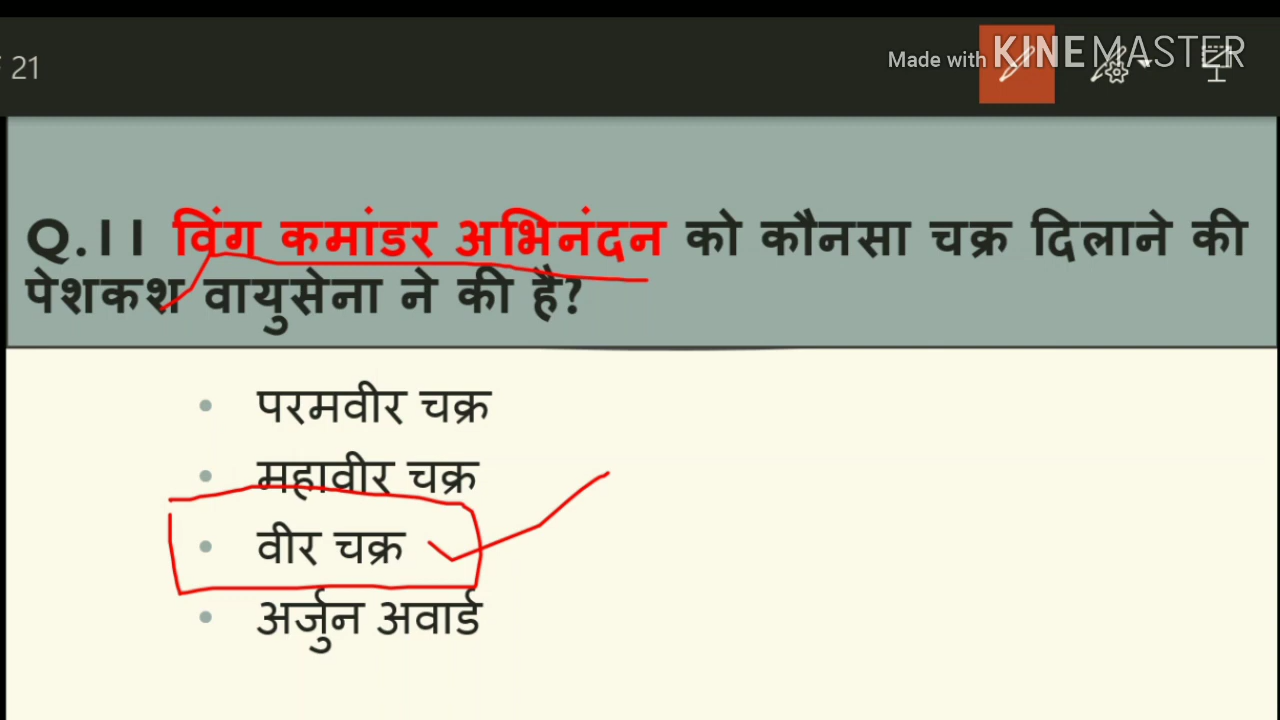 21
Made with KINEMASTER
Q.11 विंग कमांडर अभिनंदन को कौनसा चक्र दिलाने की
पेशकश वायुसेना ने की है?
• परमवीर चक्र
• महावीर चक्र
• वीर चक्र
• अर्जुन अवार्ड